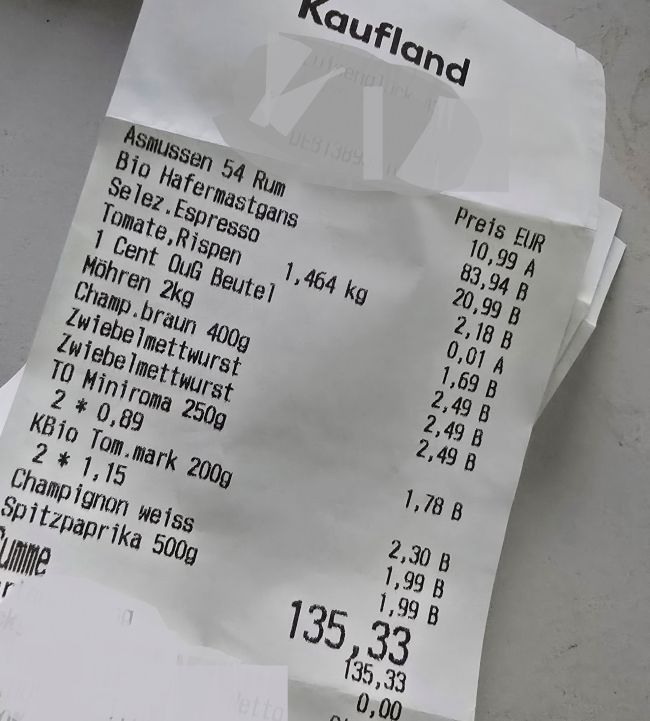 Kaufland
Preis EUR
Asmussen 54 Rum 10,99 A
Bio Hafermastgans 83,94 B
Selez.Espresso 20,99 B
Tomate,Rispen 1,464 kg 2,18 B
1 Cent OuG Beutel 0,01 A
Möhren 2kg 1,69 B
Champ.braun 400g 2,49 B
Zwiebelmettwurst 2,49 B
Zwiebelmettwurst 2,49 B
TO Miniroma 250g
2 * 0,89 1,78 B
KBio Tom.mark 200g
2 * 1,15 2,30 B
Champignon weiss 1,99 B
Spitzpaprika 500g 1,99 B
Summe 135,33
135,33
0,00